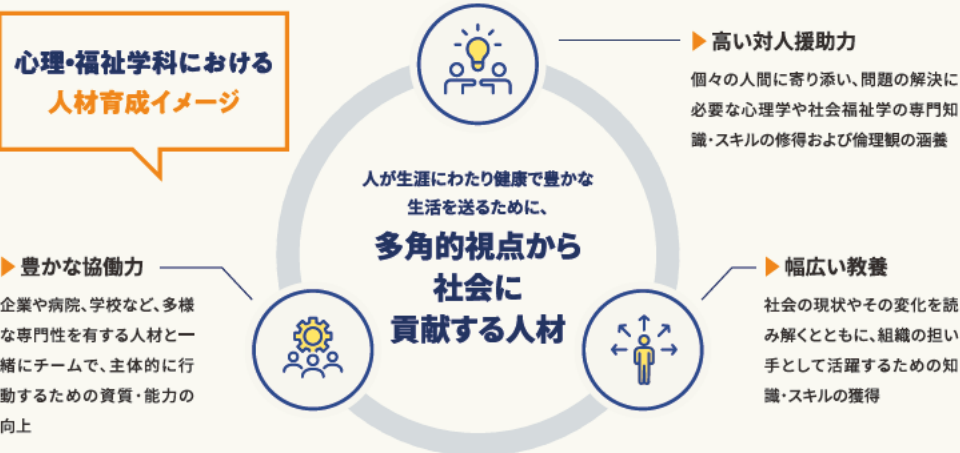 心理・福祉学科における
人材育成イメージ
高い対人援助力
個々の人間に寄り添い、問題の解決に
必要な心理学や社会福祉学の専門知
識・スキルの修得および倫理観の涵養
人が生涯にわたり健康で豊かな
生活を送るために、
多角的視点から
社会に
貢献する人材
豊かな協働力
企業や病院、学校など、多様
な専門性を有する人材と一
緒にチームで、主体的に行
動するための資質・能力の
向上
幅広い教養
社会の現状やその変化を読
み解くとともに、組織の担い
手として活躍するための知
識・スキルの獲得